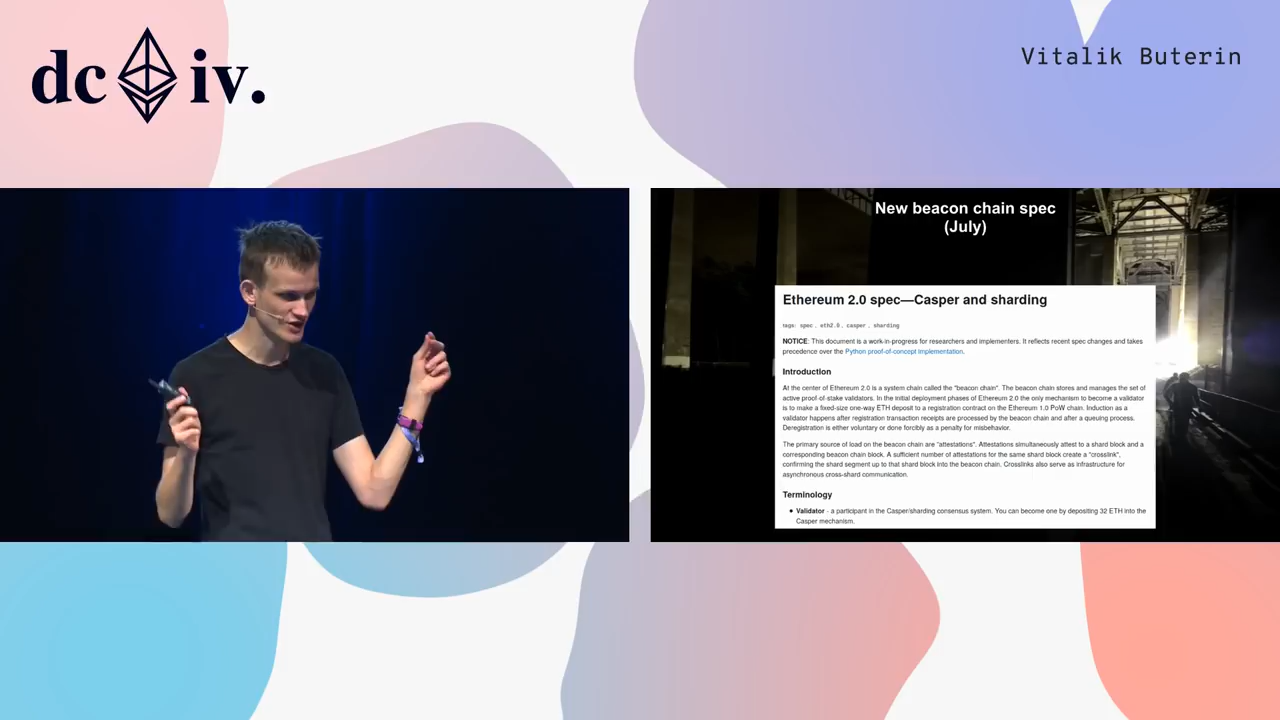 dc iv.
Vitalik Buterin
New beacon chain spec
(July)
Ethereum 2.0 spec—Casper and sharding
tags: spec , eth2.0 , casper , sharding
NOTICE: This document is a work-in-progress for researchers and implementers. It reflects recent spec changes and takes
precedence over the Python proof-of-concept implementation.
Introduction
At the center of Ethereum 2.0 is a system chain called the "beacon chain". The beacon chain stores and manages the set of
active proof-of-stake validators. In the initial deployment phases of Ethereum 2.0 the only mechanism to become a validator
is to make a fixed-size one-way ETH deposit to a registration contract on the Ethereum 1.0 PoW chain. Induction as a
validator happens after registration transaction receipts are processed by the beacon chain and after a queuing process.
Deregistration is either voluntary or done forcibly as a penalty for misbehavior.
The primary source of load on the beacon chain are "attestations". Attestations simultaneously attest to a shard block and a
corresponding beacon chain block. A sufficient number of attestations for the same shard block create a "crosslink",
confirming the shard segment up to that shard block into the beacon chain. Crosslinks also serve as infrastructure for
asynchronous cross-shard communication.
Terminology
• Validator - a participant in the Casper/sharding consensus system. You can become one by depositing 32 ETH into the
Casper mechanism.